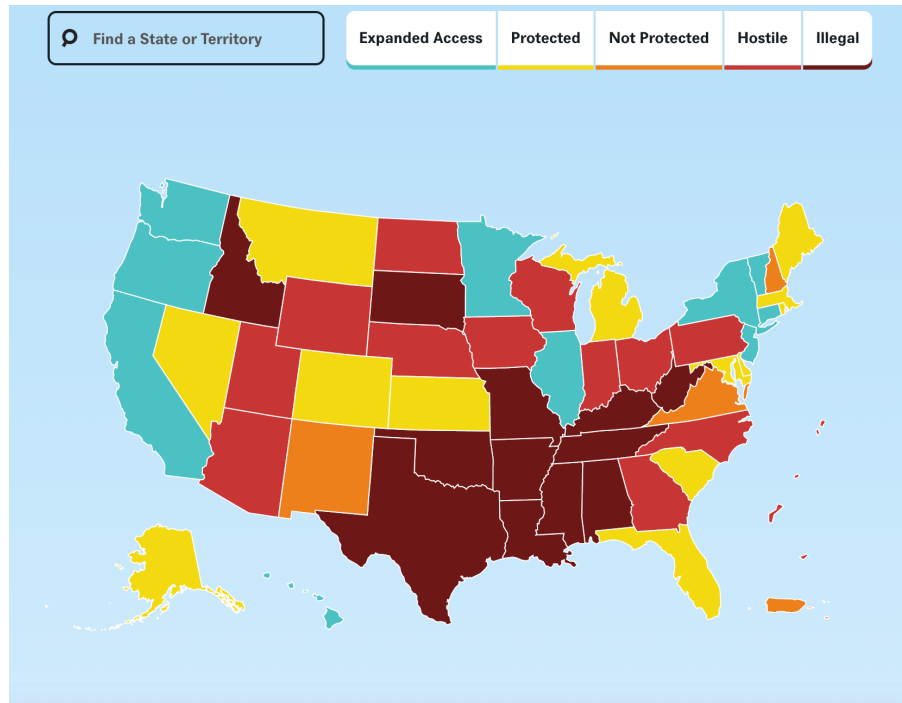 Find a State or Territory
Expanded Access
Protected
Not Protected
Hostile
Illegal